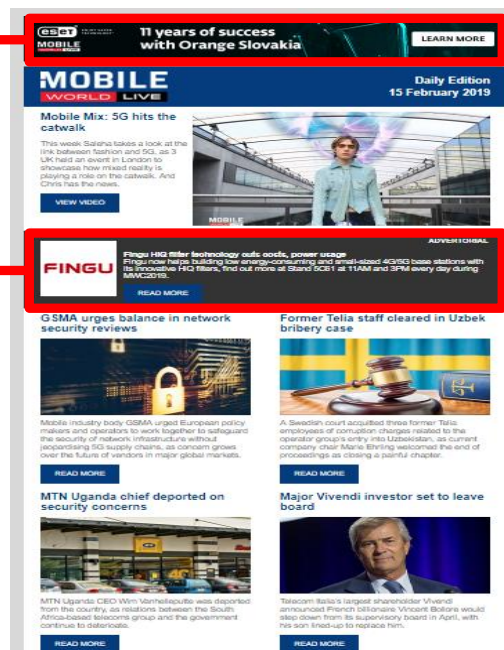 eset
MOBILE
11 years of success
with Orange Slovakia
LEARN MORE
MOBILE
WORLD LIVE
Daily Edition
15 February 2019
Mobile Mix: 5G hits the
catwalk
This week Saleha takes a look at the
link between fashion and 5G, as 3
UK held an event in London to
showcase how mixed reality is
playing a role on the catwalk. And
Chris has the news.
VIEW VIDEO
MOBILE
ADVERTORIAL
FINGU
Fingu HiQ filter technology cuts costs, power usage
Fingu now helps building low energy-consuming and small-sized 4G/5G base stations with
its innovative HiQ filters, find out more at Stand 5C81 at 11AM and 3PM every day during
MWC2019.
READ MORE
GSMA urges balance in network
security reviews
Mobile industry body GSMA urged European policy
makers and operators to work together to safeguard
the security of network infrastructure without
jeopardising 5G supply chains, as concern grows
over the future of vendors in major global markets.
READ MORE
Former Telia staff cleared in Uzbek
bribery case
A Swedish court acquitted three former Telia
employees of corruption charges related to the
operator group's entry into Uzbekistan, as current
company chair Marie Ehrling welcomed the end of
proceedings as closing a painful chapter.
READ MORE
MTN Uganda chief deported on
security concerns
MTN Uganda CEO Wim Vanhelleputte was deported
from the country, as relations between the South
Africa-based telecoms group and the government
continue to deteriorate.
READ MORE
Major Vivendi investor set to leave
board
Telecom Italia's largest shareholder Vivendi
announced French billionaire Vincent Bollore would
step down from its supervisory board in April, with
his son lined-up to replace him.
READ MORE